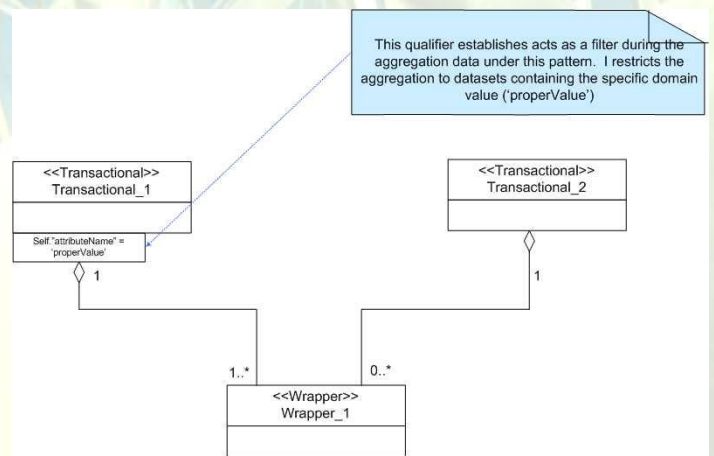 This qualifier establishes acts as a filter during the
aggregation data under this pattern.  I restricts the
aggregation to datasets containing the specific domain
value ('properValue')
<<Transactional>>
Transactional_1
<<Transactional>>
Transactional_2
Self."attributeName" =
'properValue'
1
1
1..*
0..*
<<Wrapper>>
Wrapper_1